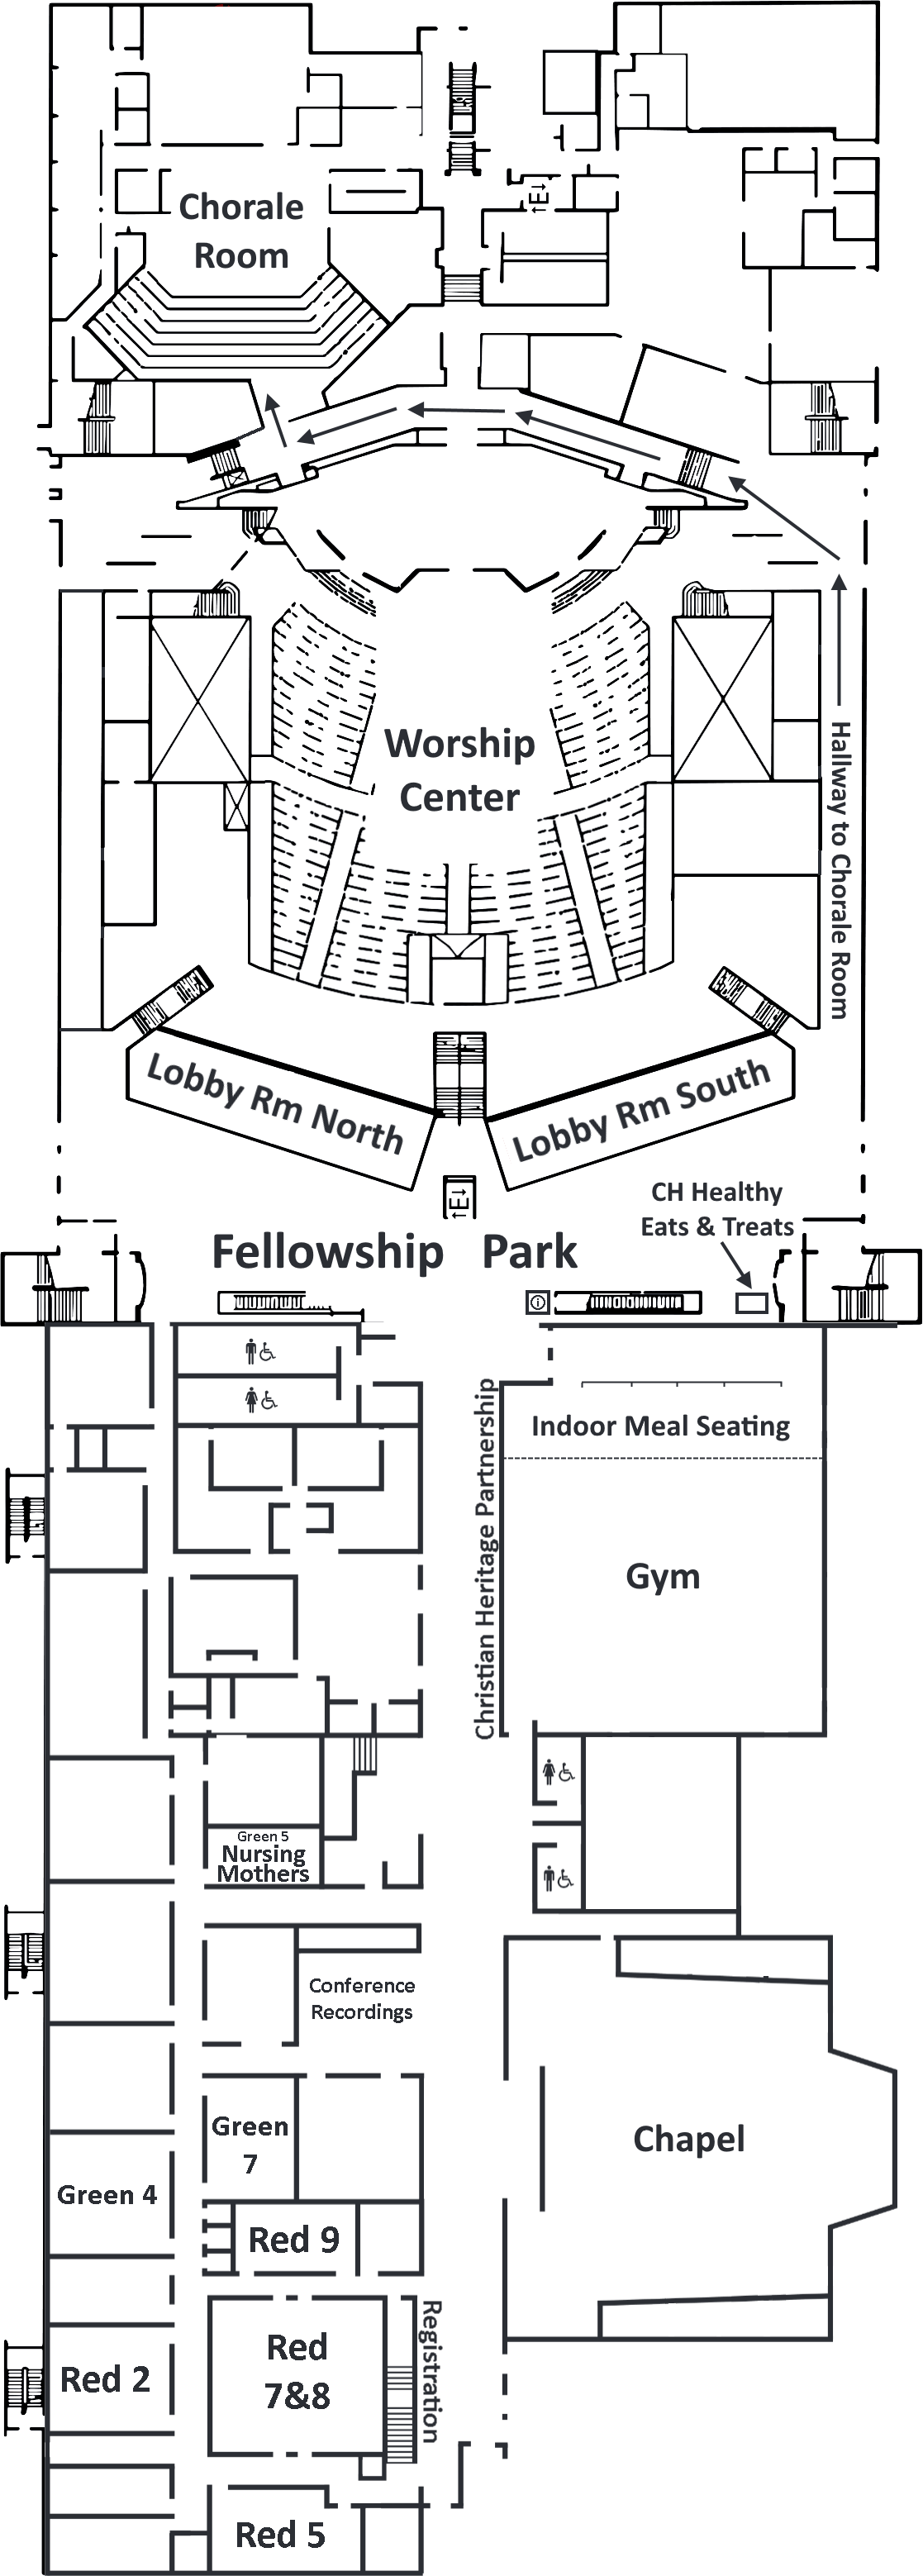 Chorale
Room
←E→
Worship
Center
Hallway to Chorale Room
Lobby Rm North
Lobby Rm South
←E→
CH Healthy
Eats & Treats
Fellowship Park
i
Indoor Meal Seating
Christian Heritage Partnership
Gym
Green 5
Nursing
Mothers
Conference
Recordings
Green
7
Chapel
Green 4
Red 9
Registration
Red
7&8
Red 2
Red 5